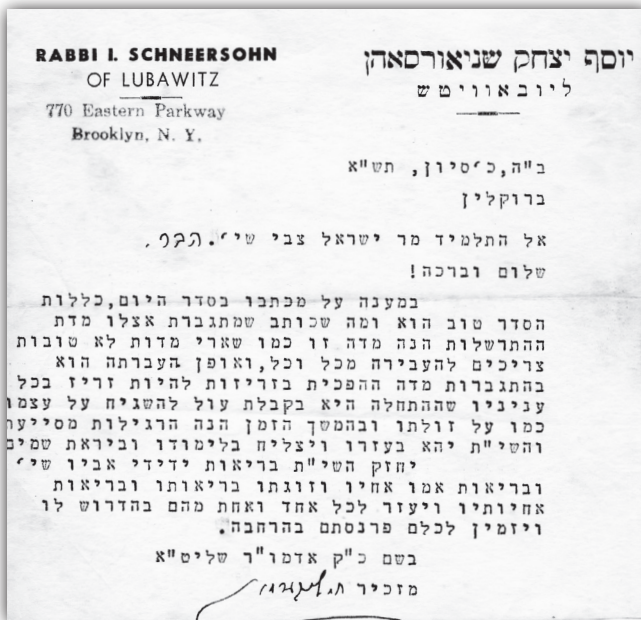 RABBI I. SCHNEERSOHN
OF LUBAWITZ
770 Eastern Parkway
Brooklyn, N. Y.
יוסף יצחק שניאורסאהן
ליובאוויטש
ב"ה,כ' סיון, תש"א
ברוקלין
אל התלמיד מר ישראל צבי שי'.
שלום וברכה!
במענה על מכתבו בסדר היום,כללות
הסדר טוב הוא ומה שכותב שמתגברת אצלו מדת
ההתרשלות הנה מדה זו כמו שארי מדות לא טובות
צריכים להעבירה מכל וכל,ואופן העברתה הוא
בהתגברות מדה ההפכית בזריזות להיות זריז בכל
עניניו שההתחלה היא בקבלת עול להשגיח על עצמו
כמו על זולתו ובהמשך הזמן הנה הרגילות מסייעת
והשי"ת יהא בעזרו ויצליח בלימודו וביראת שמים
יחזק השי"ת בריאות ידידי אביו שי'
ובריאות אמו אחיו וזוגתו בריאותו ובריאות
אחיותיו ויעזר לכל אחד ואחת מהם בהדרוש לו
ויזמין לכלם פרנסתם בהרחבה.
בשם כ"ק אדמו"ר שליט"א
מזכיר